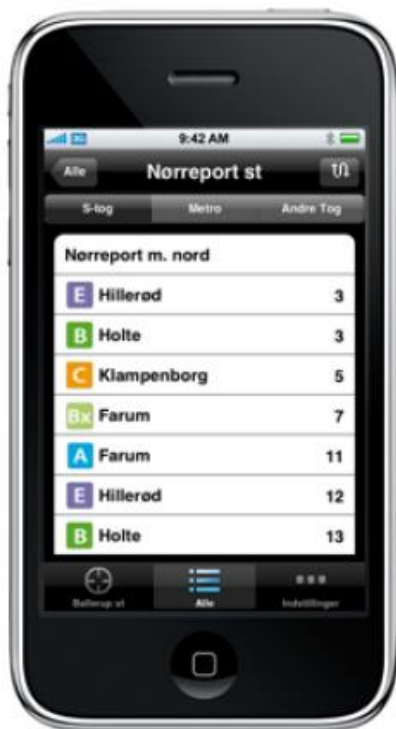 3G 9:42 AM
Alle Nørreport st
S-tog Metro Andre Tog
Nørreport m. nord
E Hillerød 3
B Holte 3
C Klampenborg 5
Bx Farum 7
A Farum 11
E Hillerød 12
B Holte 13
Ballerup st Alle Indstillinger